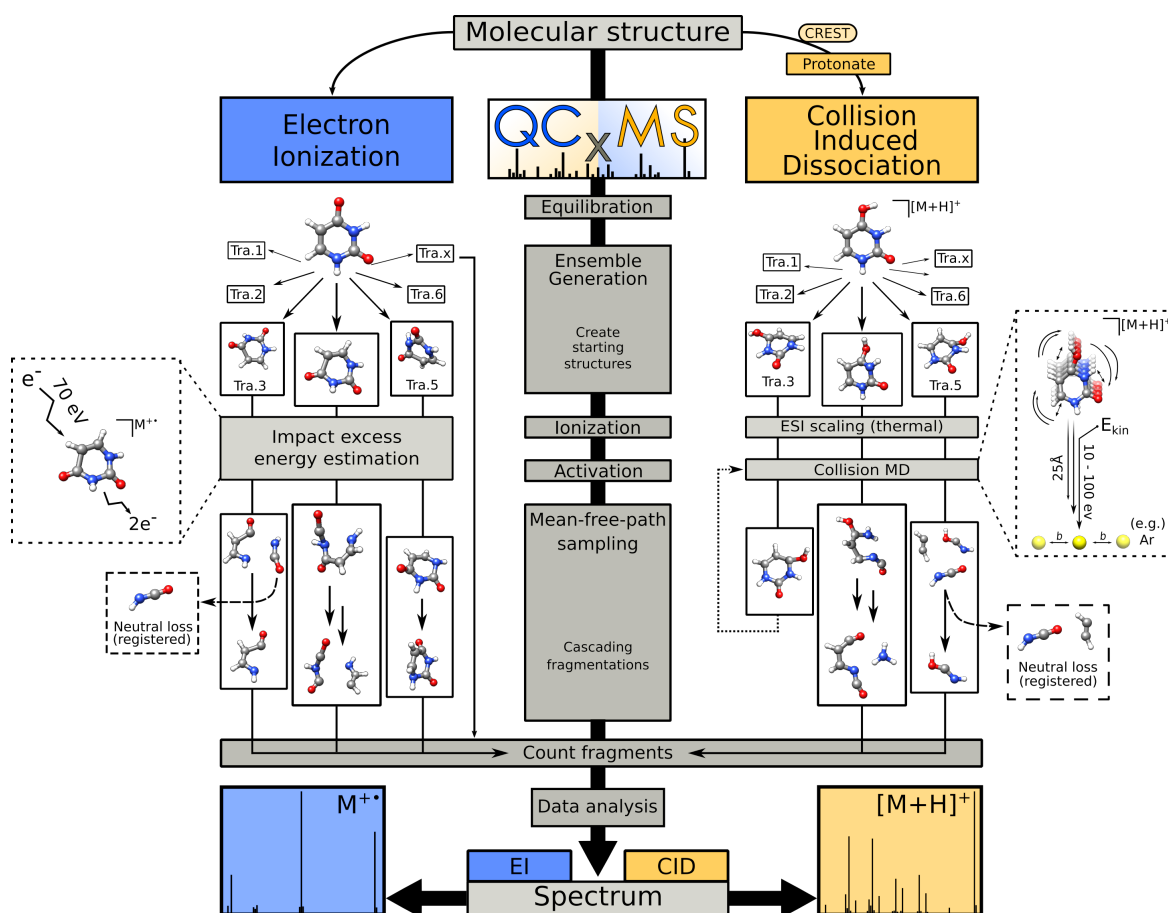 Molecular structure
CREST
Protonate
Electron
Ionization
QCxMS
Collision
Induced
Dissociation
Equilibration
[M+H]+
Tra.1
Tra.x
Tra.2
Tra.6
Tra.3
Tra.5
Ensemble
Generation
Create
starting
structures
Tra.1
Tra.x
Tra.2
Tra.6
Tra.3
Tra.5
e-
70 eV
M+•
2e-
Impact excess
energy estimation
Ionization
Activation
ESI scaling (thermal)
Collision MD
[M+H]+
Ekin
25Å
10 - 100 ev
(e.g.)
Ar
b
b
Mean-free-path
sampling
Cascading
fragmentations
Neutral loss
(registered)
Neutral loss
(registered)
Count fragments
M+•
Data analysis
[M+H]+
EI
CID
Spectrum